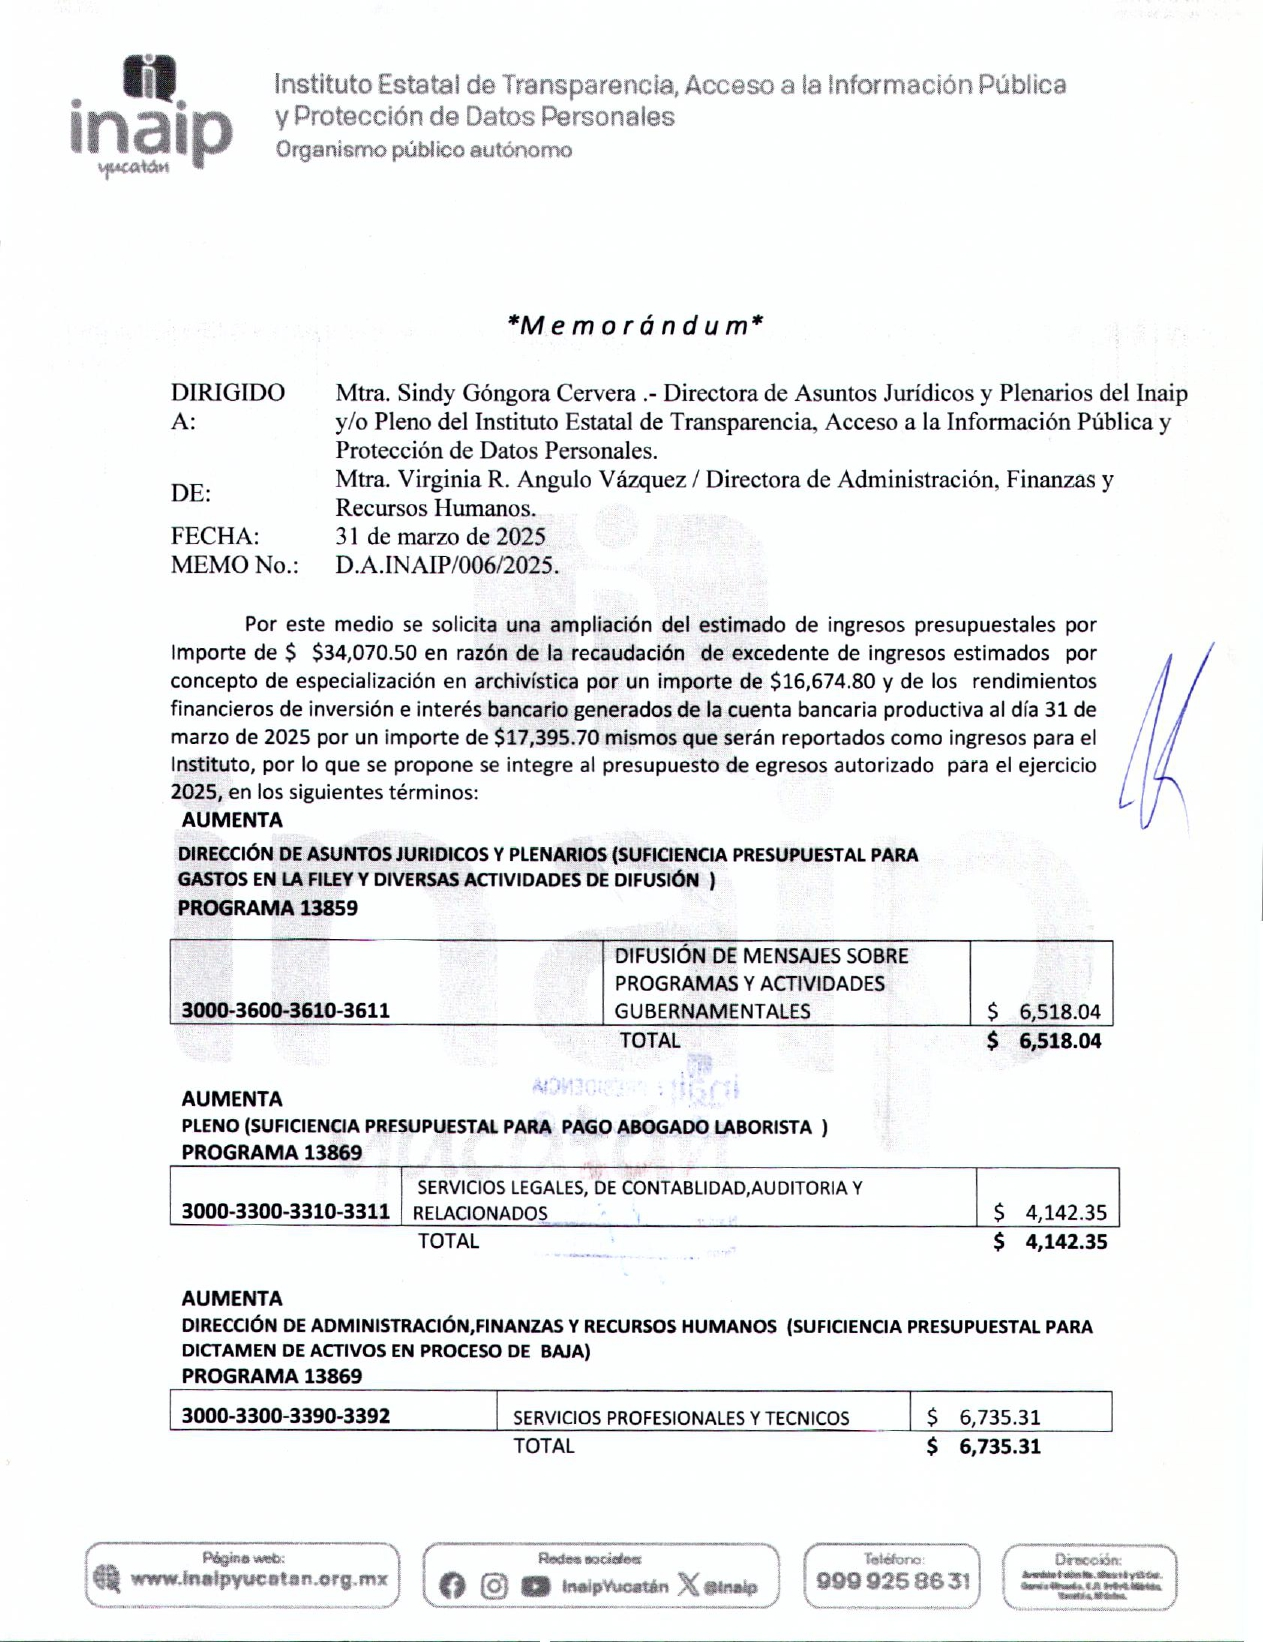 inaip
yucatán
Instituto Estatal de Transparencia, Acceso a la Información Pública
y Protección de Datos Personales
Organismo público autónomo
*Memorándum*
DIRIGIDO A: Mtra. Sindy Góngora Cervera .- Directora de Asuntos Jurídicos y Plenarios del Inaip
y/o Pleno del Instituto Estatal de Transparencia, Acceso a la Información Pública y
Protección de Datos Personales.
DE: Mtra. Virginia R. Angulo Vázquez / Directora de Administración, Finanzas y
Recursos Humanos.
FECHA: 31 de marzo de 2025
MEMO No.: D.A.INAIP/006/2025.
Por este medio se solicita una ampliación del estimado de ingresos presupuestales por
Importe de $ $34,070.50 en razón de la recaudación de excedente de ingresos estimados por
concepto de especialización en archivística por un importe de $16,674.80 y de los rendimientos
financieros de inversión e interés bancario generados de la cuenta bancaria productiva al día 31 de
marzo de 2025 por un importe de $17,395.70 mismos que serán reportados como ingresos para el
Instituto, por lo que se propone se integre al presupuesto de egresos autorizado para el ejercicio
2025, en los siguientes términos:
AUMENTA
DIRECCIÓN DE ASUNTOS JURIDICOS Y PLENARIOS (SUFICIENCIA PRESUPUESTAL PARA
GASTOS EN LA FILEY Y DIVERSAS ACTIVIDADES DE DIFUSIÓN )
PROGRAMA 13859
DIFUSIÓN DE MENSAJES SOBRE
PROGRAMAS Y ACTIVIDADES
3000-3600-3610-3611 GUBERNAMENTALES $ 6,518.04
TOTAL $ 6,518.04
AUMENTA
PLENO (SUFICIENCIA PRESUPUESTAL PARA PAGO ABOGADO LABORISTA )
PROGRAMA 13869
SERVICIOS LEGALES, DE CONTABLIDAD,AUDITORIA Y
3000-3300-3310-3311 RELACIONADOS $ 4,142.35
TOTAL $ 4,142.35
AUMENTA
DIRECCIÓN DE ADMINISTRACIÓN,FINANZAS Y RECURSOS HUMANOS (SUFICIENCIA PRESUPUESTAL PARA
DICTAMEN DE ACTIVOS EN PROCESO DE BAJA)
PROGRAMA 13869
3000-3300-3390-3392 SERVICIOS PROFESIONALES Y TECNICOS $ 6,735.31
TOTAL $ 6,735.31
Página web:
www.inaipyucatan.org.mx
Redes sociales
InaipYucatán @Inaip
Teléfono:
999 925 86 31
Dirección: